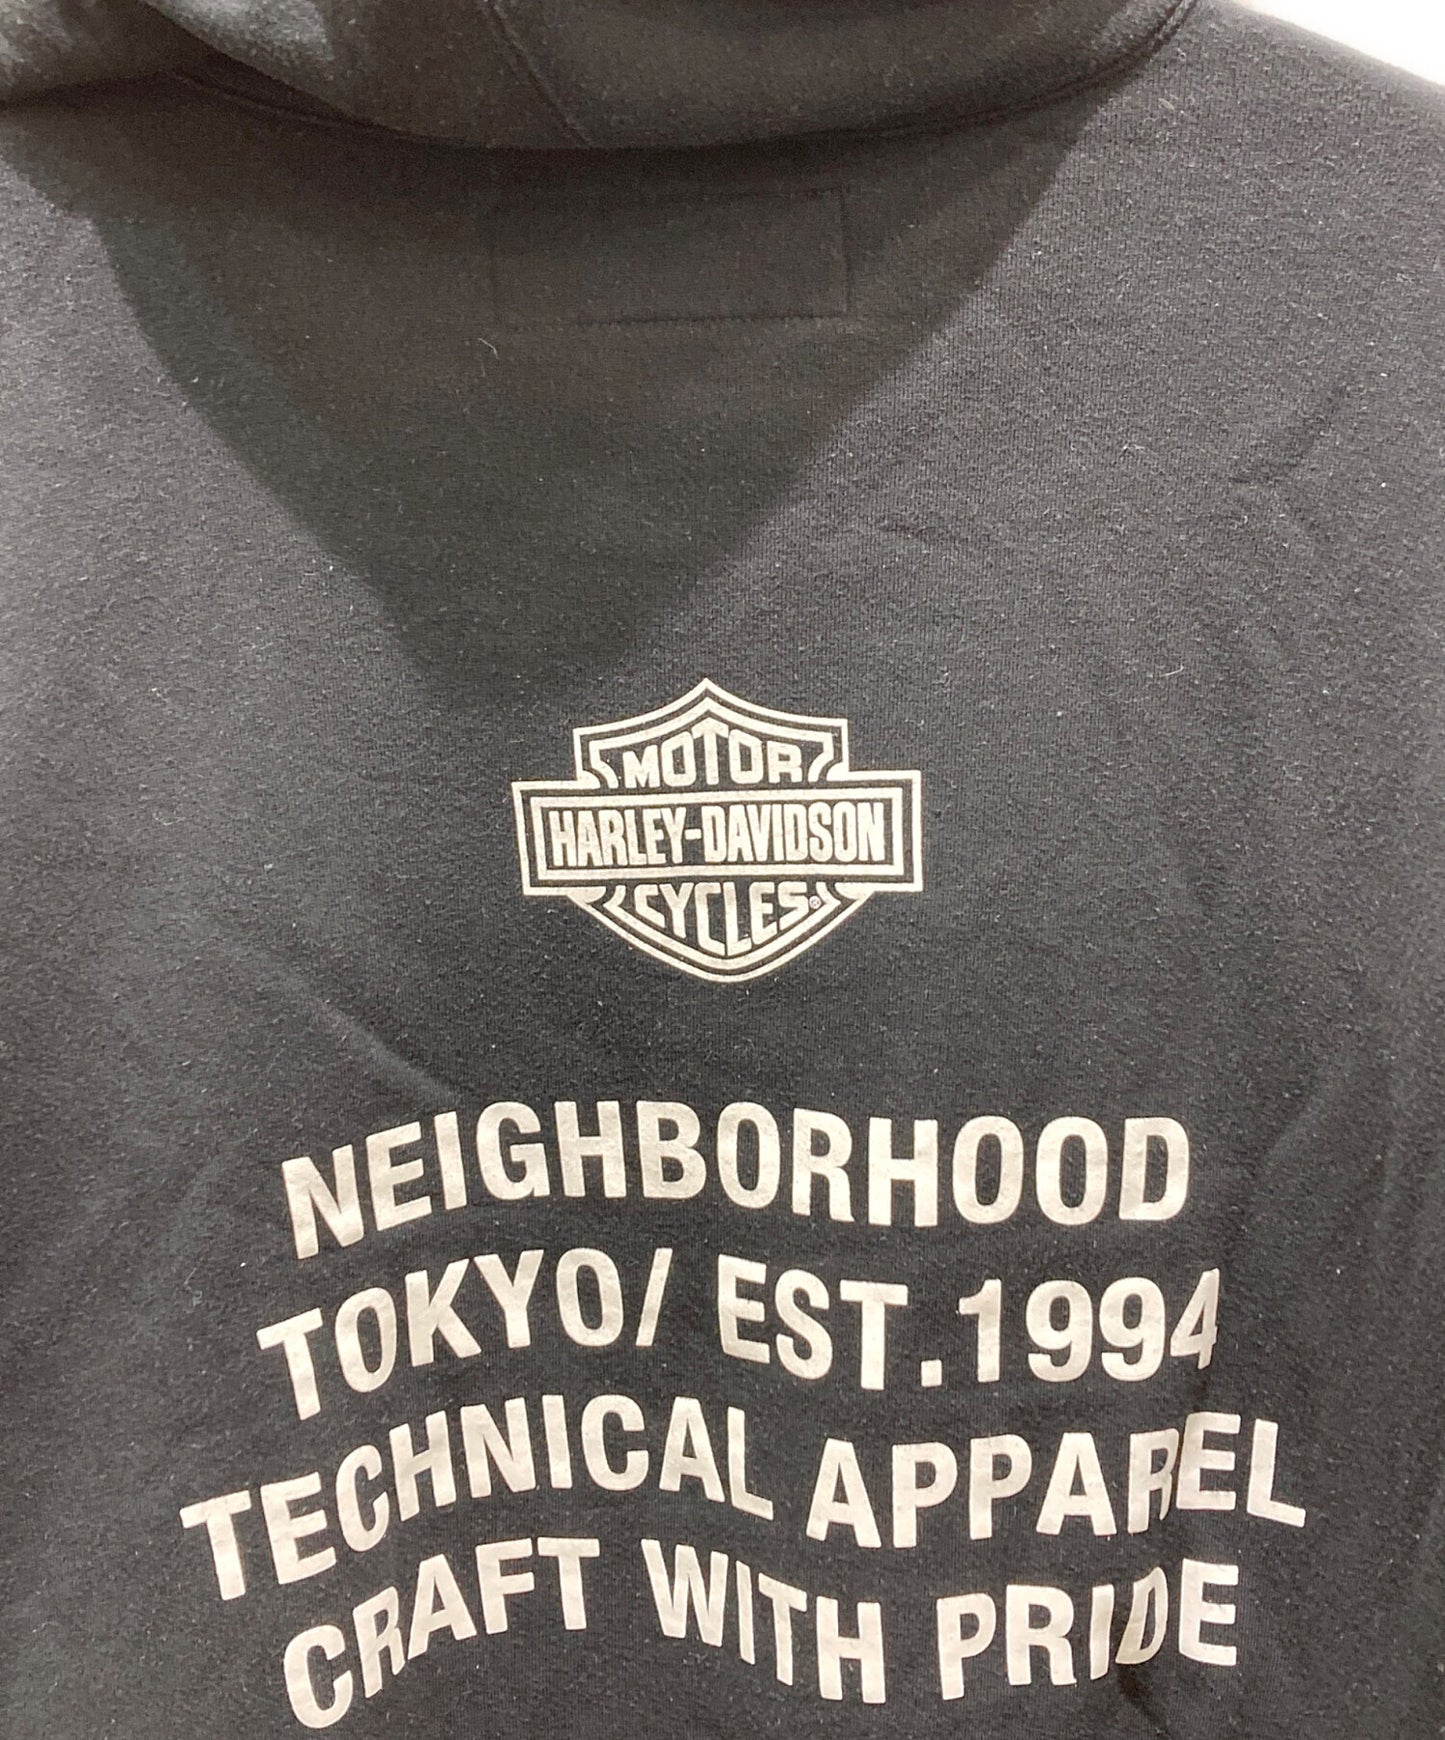 MOTOR
HARLEY-DAVIDSON
CYCLES®
NEIGHBORHOOD
TOKYO/ EST.1994
TECHNICAL APPAREL
CRAFT WITH PRIDE